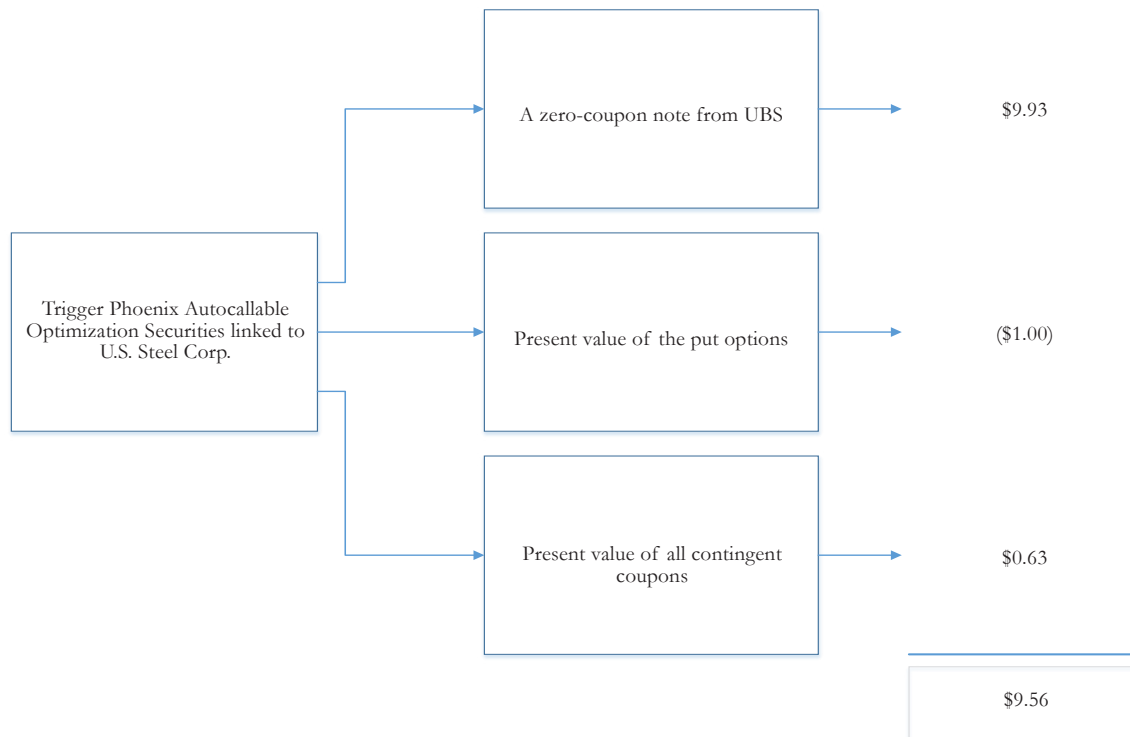 A zero-coupon note from UBS
$9.93
Trigger Phoenix Autocallable
Optimization Securities linked to
U.S. Steel Corp.
Present value of the put options
($1.00)
Present value of all contingent
coupons
$0.63
$9.56